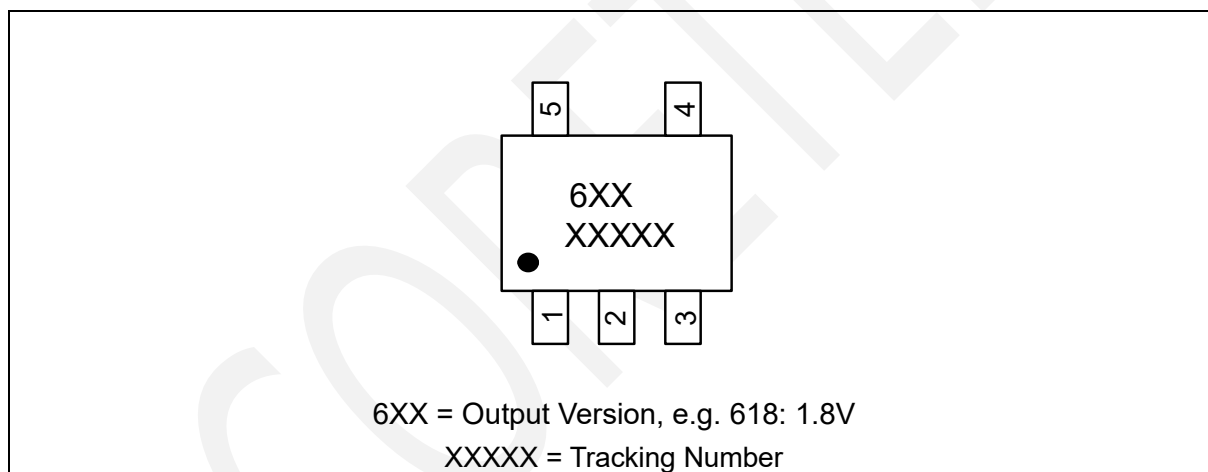 5 4
6XX
XXXXX
1 2 3
6XX = Output Version, e.g. 618: 1.8V
XXXXX = Tracking Number